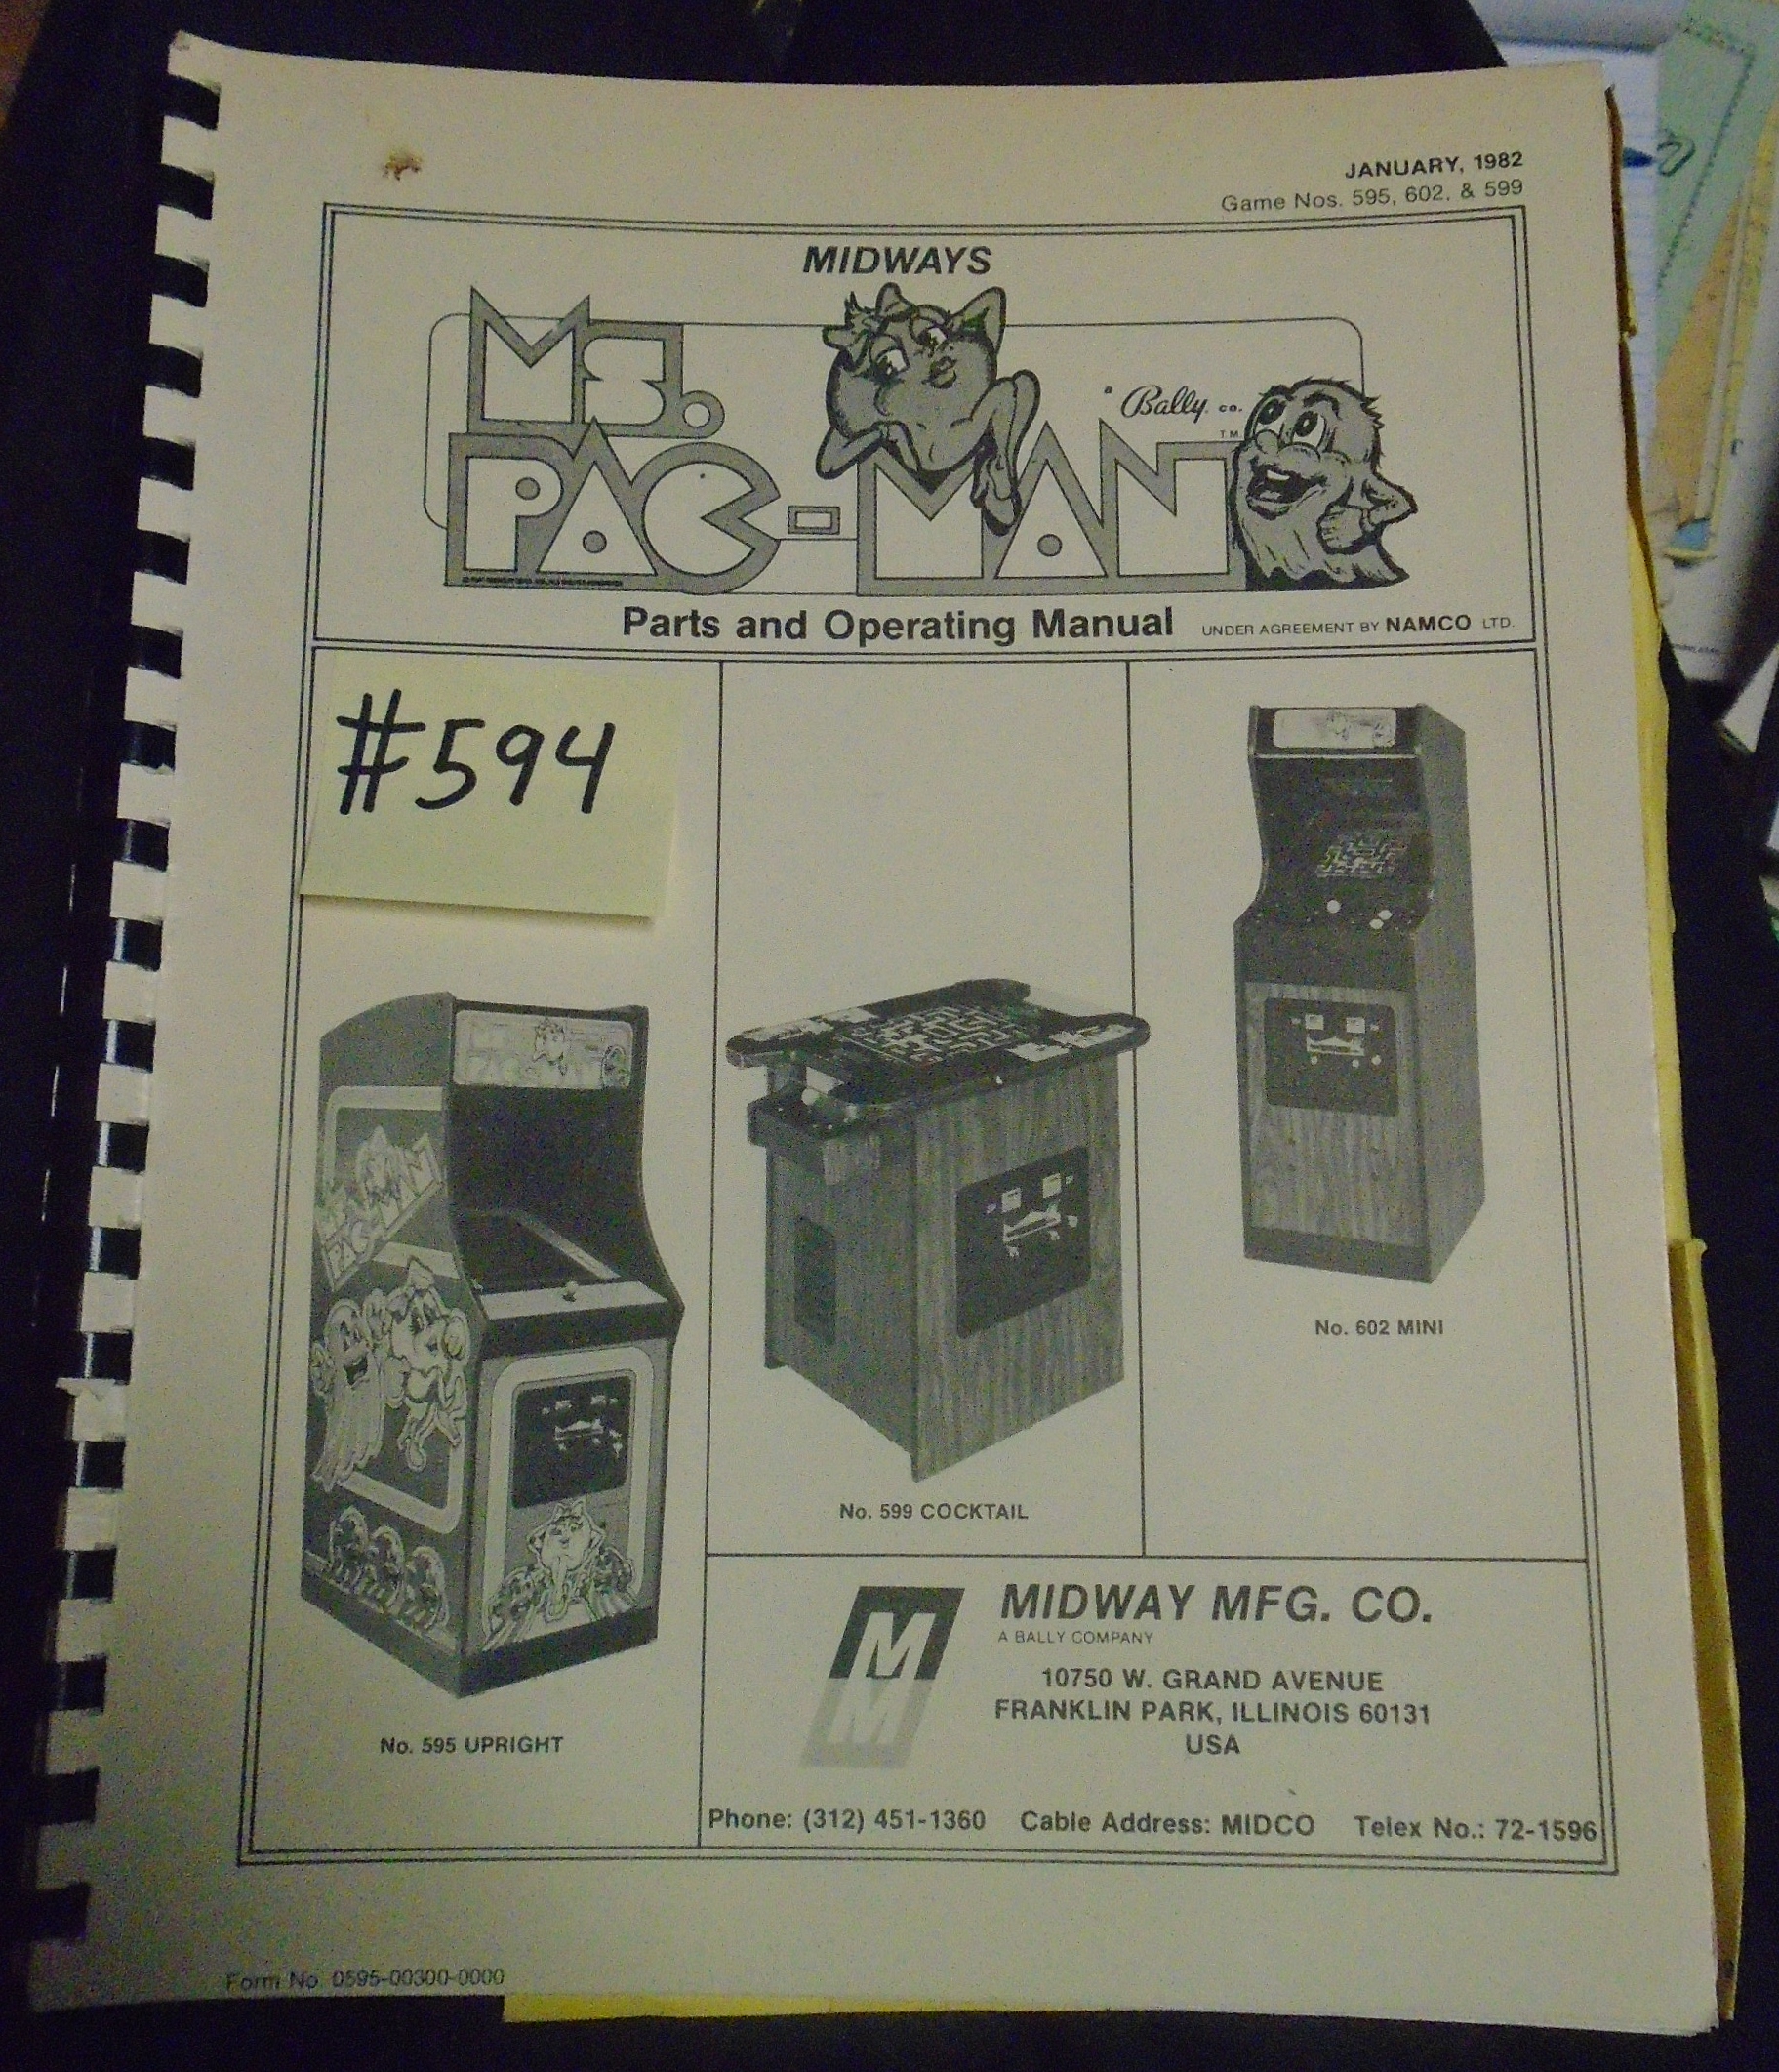 JANUARY, 1982
Game Nos. 595, 602, & 599
MIDWAYS
Ms.
PAC-MAN
Bally. co.
TM
Parts and Operating Manual UNDER AGREEMENT BY NAMCO LTD.
#594
No. 602 MINI
No. 599 COCKTAIL
No. 595 UPRIGHT
MIDWAY MFG. CO.
A BALLY COMPANY
10750 W. GRAND AVENUE
FRANKLIN PARK, ILLINOIS 60131
USA
Phone: (312) 451-1360 Cable Address: MIDCO Telex No.: 72-1596
Form No. 0595-00300-0000